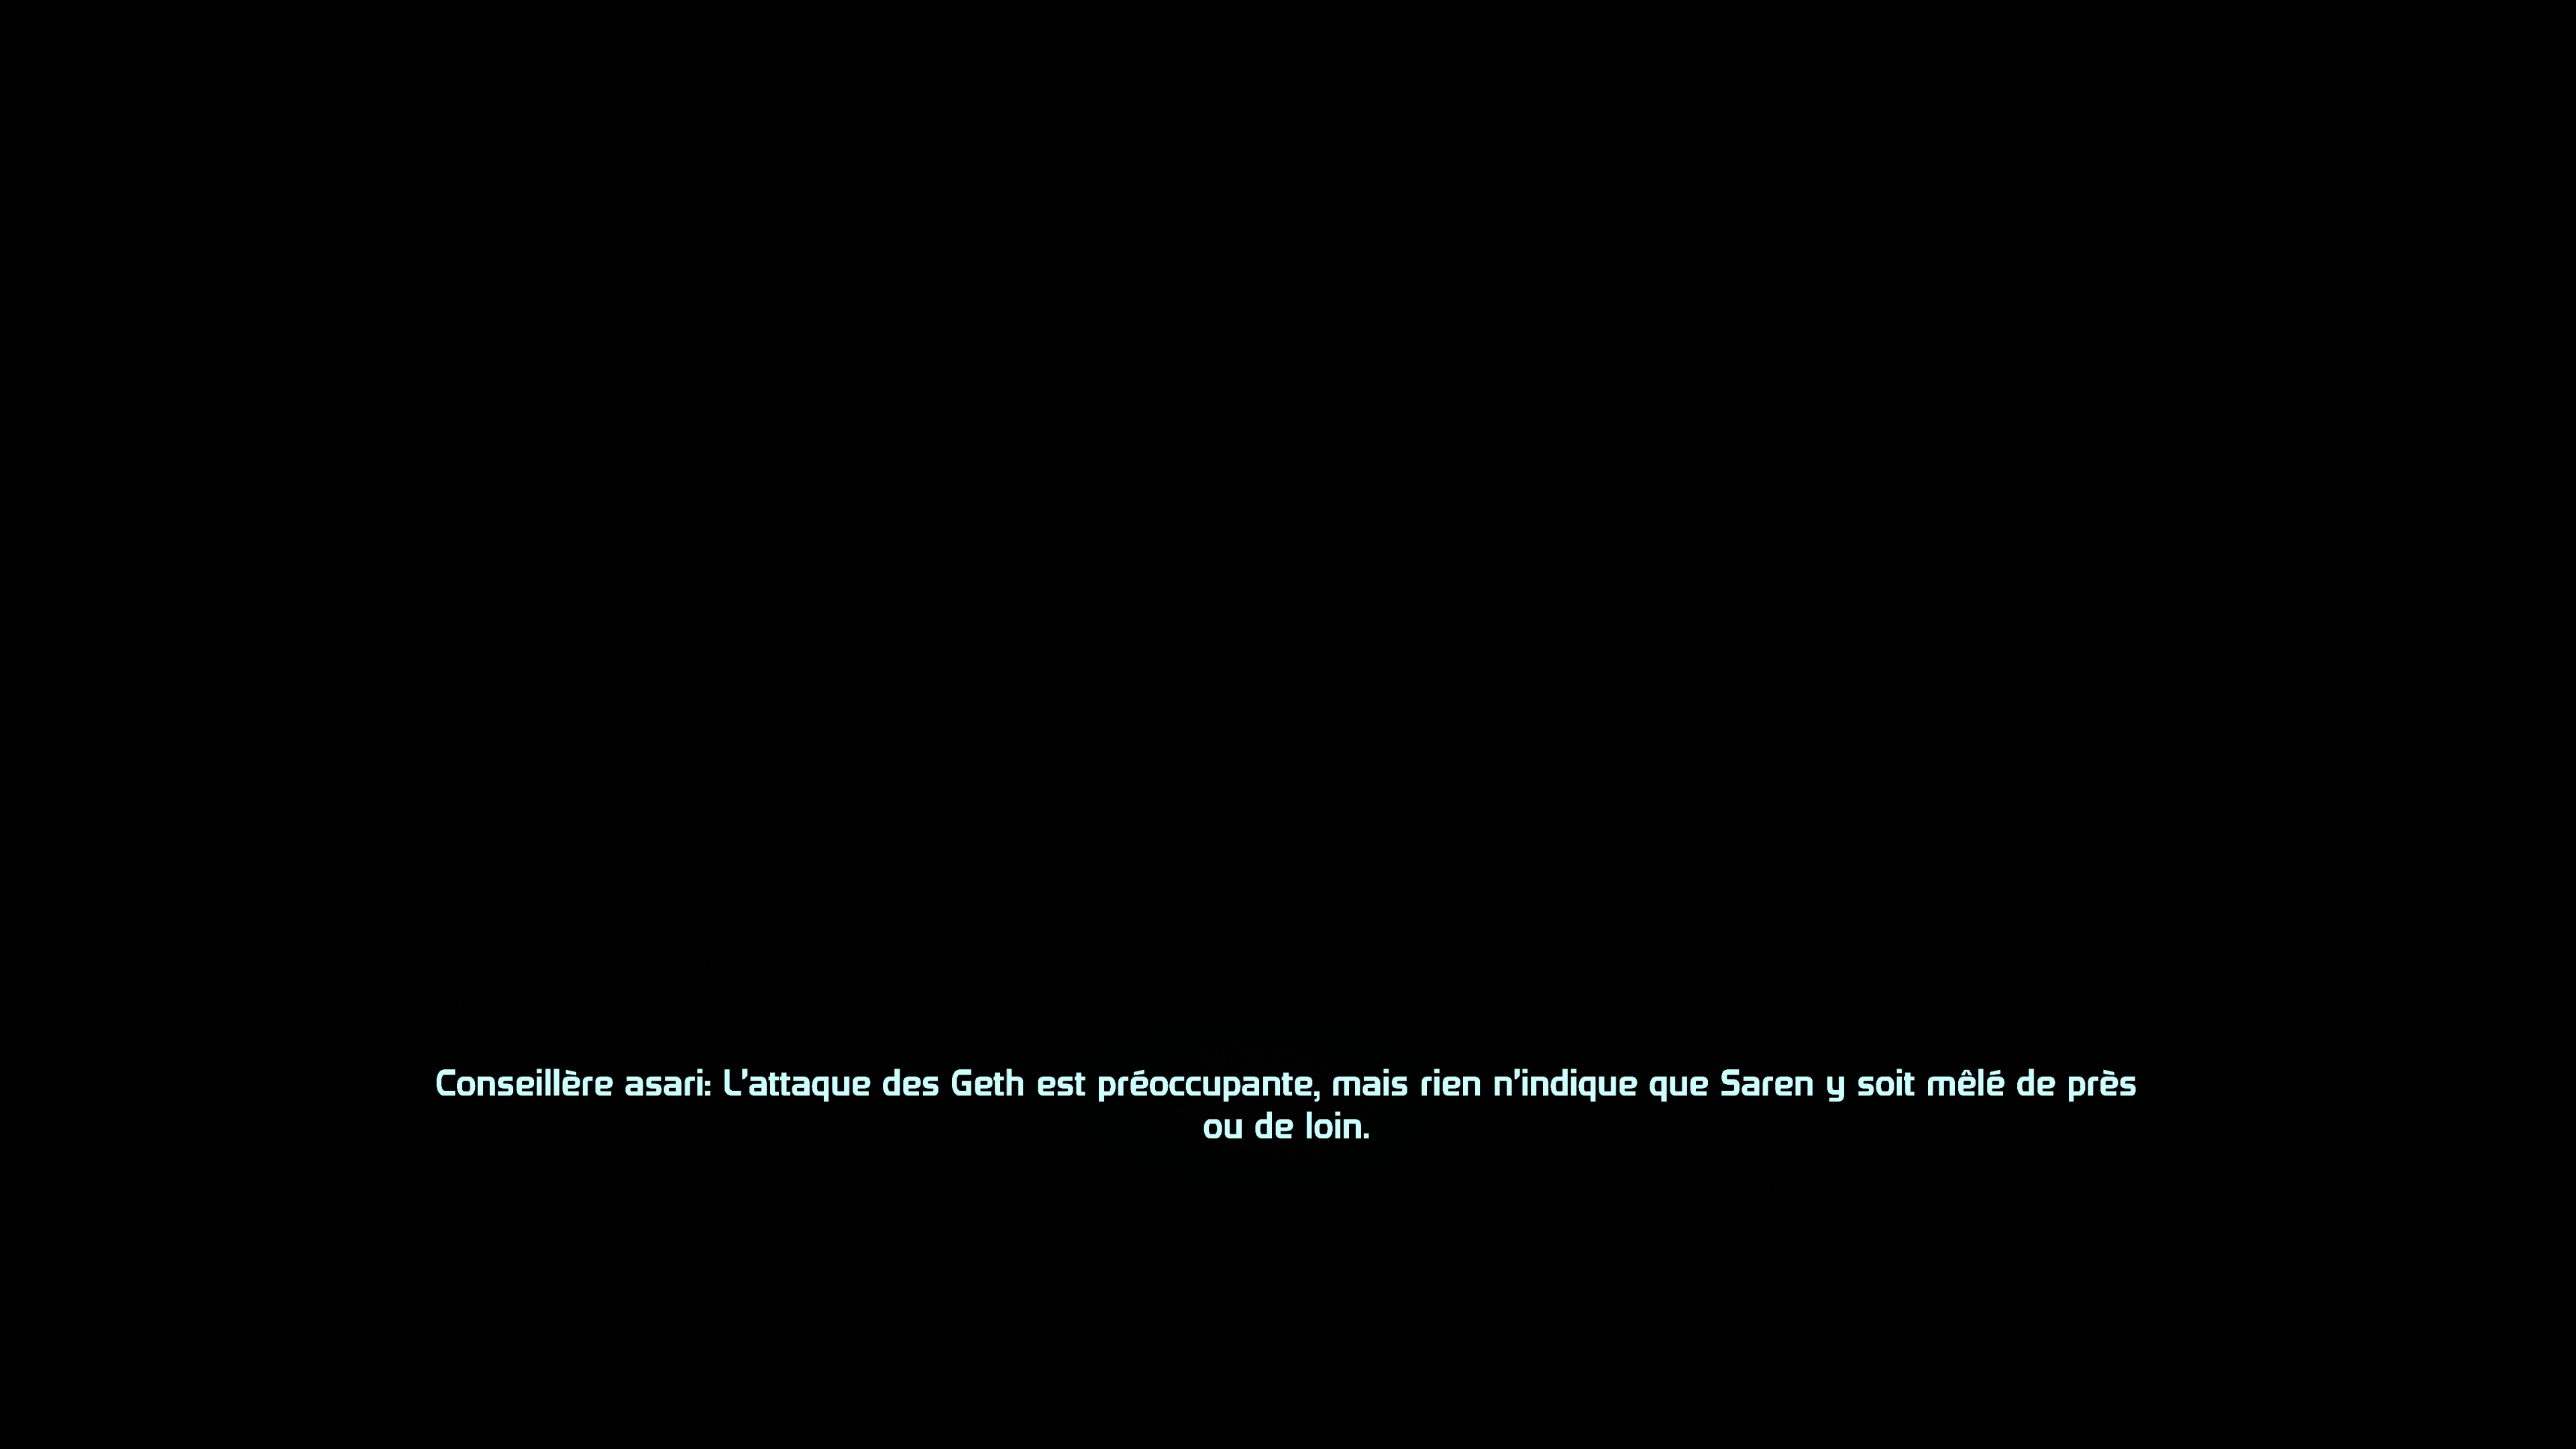 Conseillère asari: L'attaque des Geth est préoccupante, mais rien n'indique que Saren y soit mêlé de près
ou de loin.